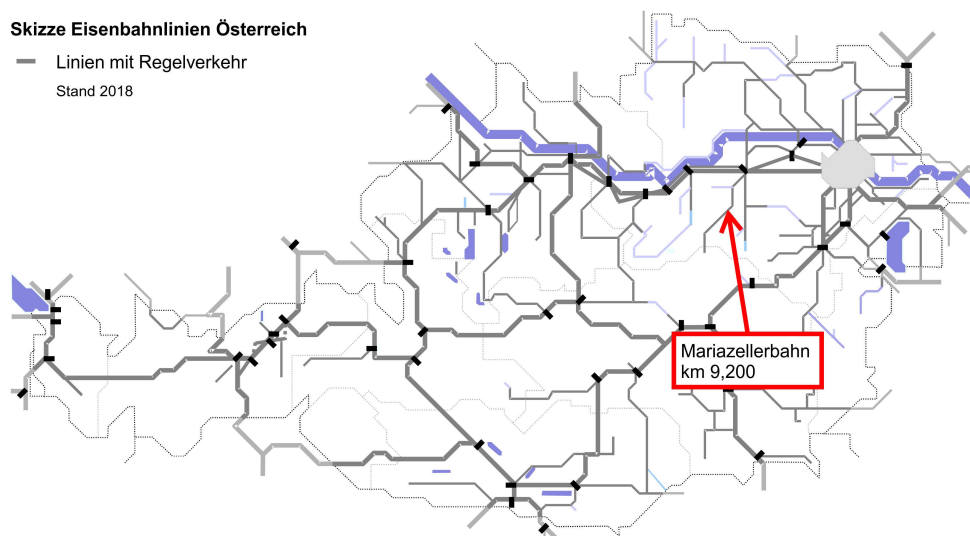 Skizze Eisenbahnlinien Österreich
Linien mit Regelverkehr
Stand 2018
Mariazellerbahn
km 9,200